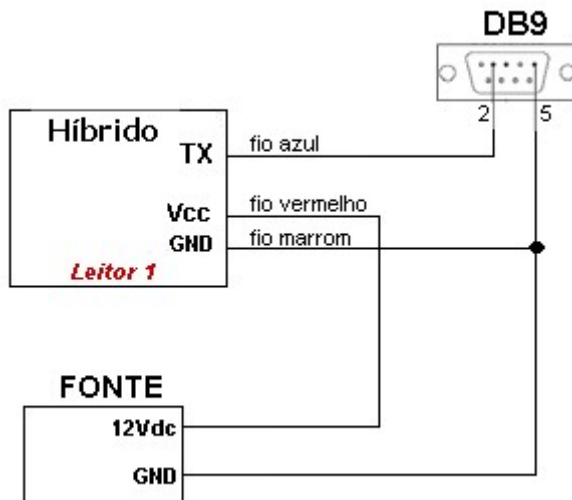 DB9
2 5
Híbrido
TX
fio azul
Vcc
fio vermelho
GND
fio marrom
Leitor 1
FONTE
12Vdc
GND